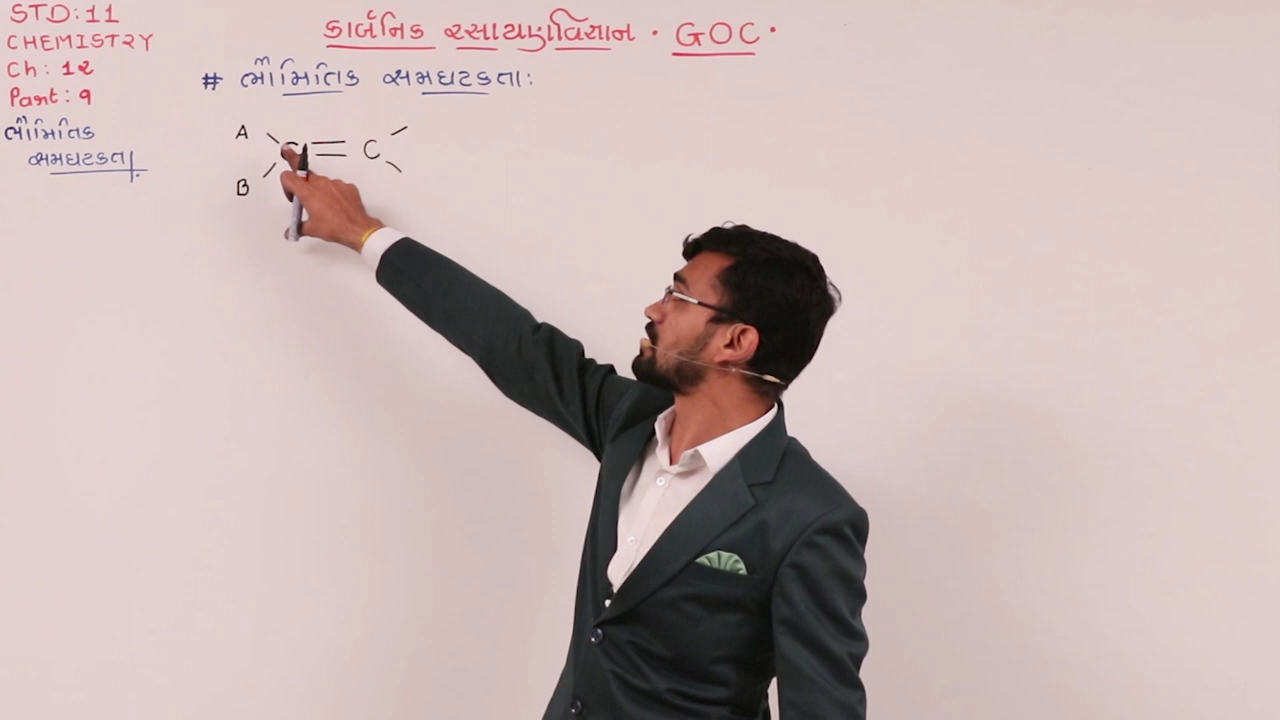 STD:11
CHEMISTRY
Ch: 12
Part: 9
ભૌમિતિક
સમઘટકતા.
કાર્બનિક રસાયણવિજ્ઞાન · GOC ·
# ભૌમિતિક સમઘટકતા:
A
C = C
B